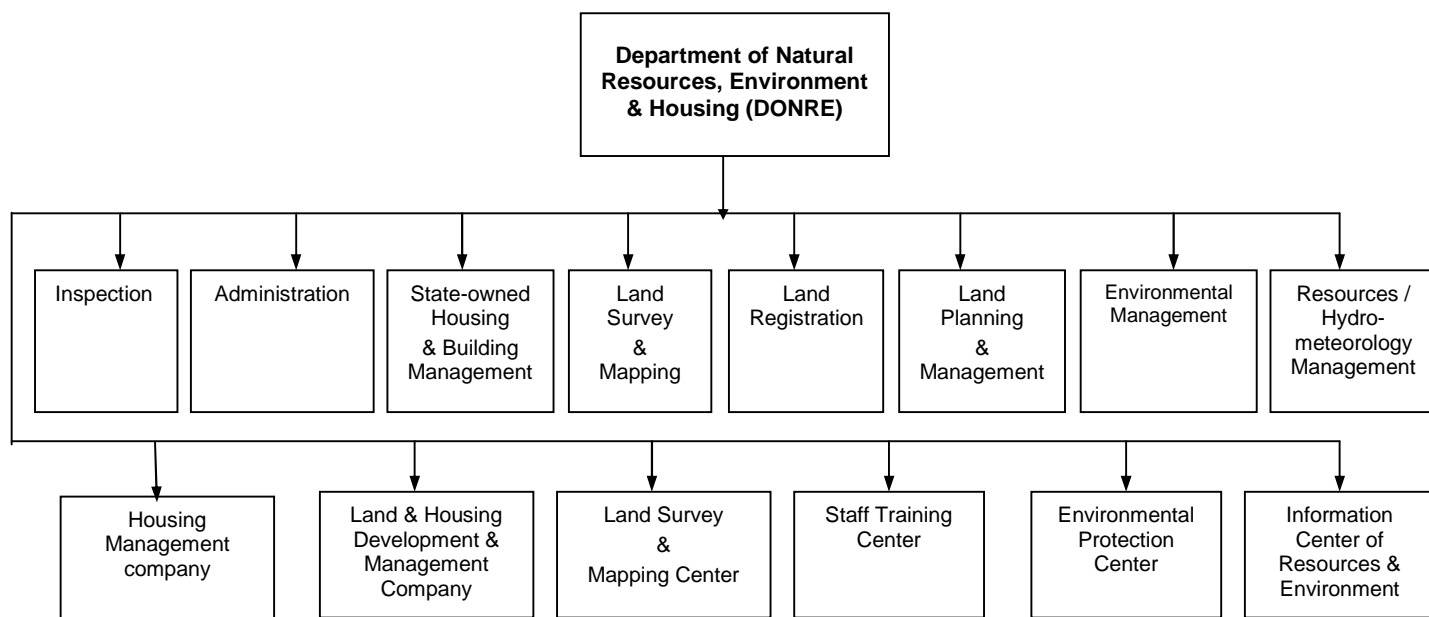 Department of Natural
Resources, Environment
& Housing (DONRE)
Inspection
Administration
State-owned
Housing
& Building
Management
Land
Survey
&
Mapping
Land
Registration
Land
Planning
&
Management
Environmental
Management
Resources /
Hydro-
meteorology
Management
Housing
Management
company
Land & Housing
Development &
Management
Company
Land Survey
&
Mapping Center
Staff Training
Center
Environmental
Protection
Center
Information
Center of
Resources &
Environment